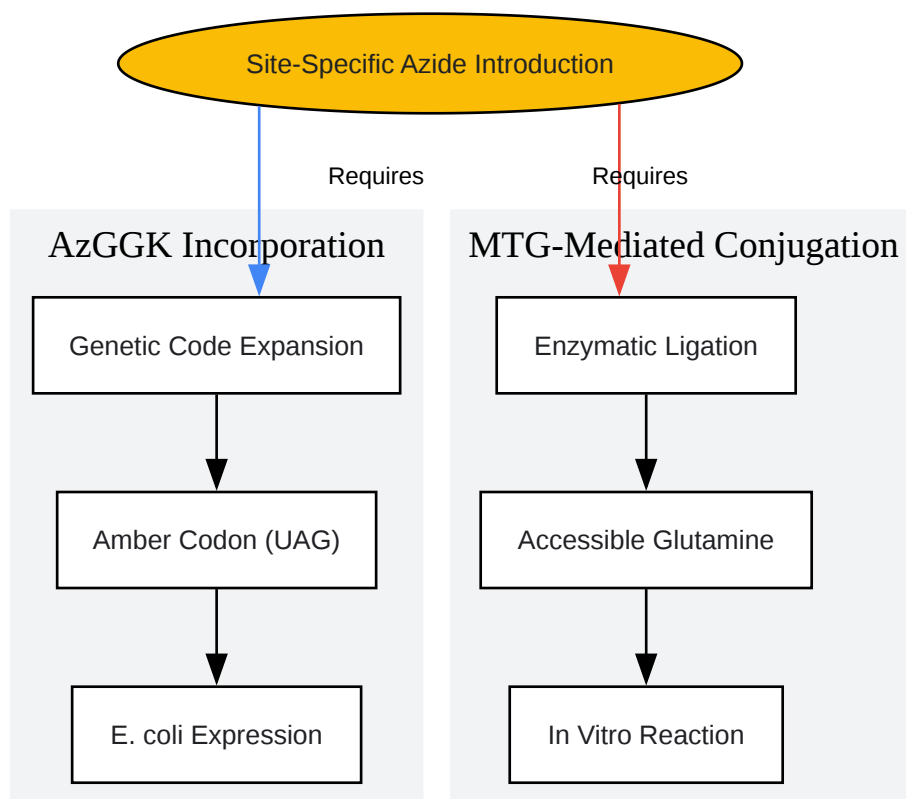 Site-Specific Azide Introduction
Requires
Requires
AzGGK Incorporation
MTG-Mediated Conjugation
Genetic Code Expansion
Enzymatic Ligation
Amber Codon (UAG)
Accessible Glutamine
E. coli Expression
In Vitro Reaction